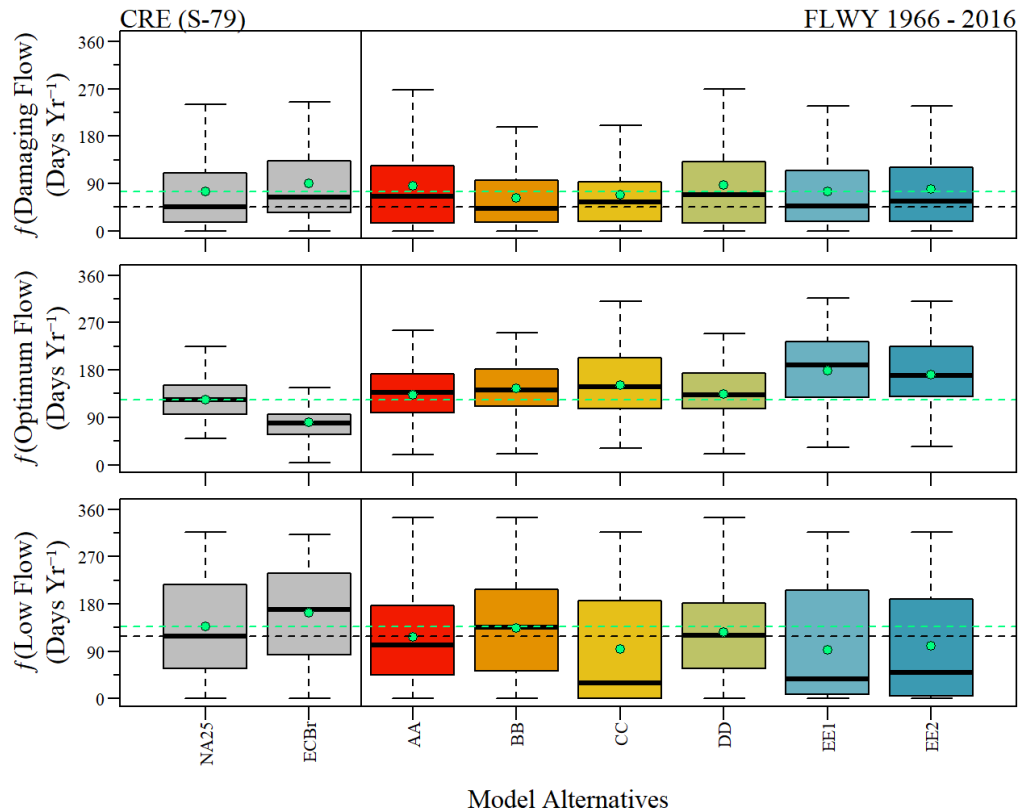 CRE (S-79) FLWY 1966 - 2016
f(Damaging Flow)
(Days Yr⁻¹)
360
270
180
90
0
f(Optimum Flow)
(Days Yr⁻¹)
360
270
180
90
0
f(Low Flow)
(Days Yr⁻¹)
360
270
180
90
0
NA25 ECBr AA BB CC DD EE1 EE2
Model Alternatives